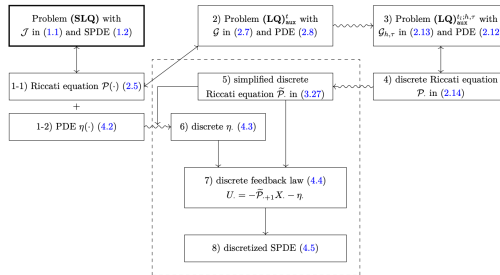 Problem (SLQ) with
𝒥 in (1.1) and SPDE (1.2)
2) Problem (LQ)ᵗ_aux with
𝒢 in (2.7) and PDE (2.8)
3) Problem (LQ)^{t_i;h,τ}_aux with
𝒢_{h,τ} in (2.13) and PDE (2.12)
1-1) Riccati equation 𝒫(·) (2.5)
5) simplified discrete
Riccati equation 𝒫̃. in (3.27)
4) discrete Riccati equation
𝒫. in (2.14)
+
1-2) PDE η(·) (4.2)
6) discrete η. (4.3)
7) discrete feedback law (4.4)
U. = −𝒫̃.₊₁X. − η.
8) discretized SPDE (4.5)